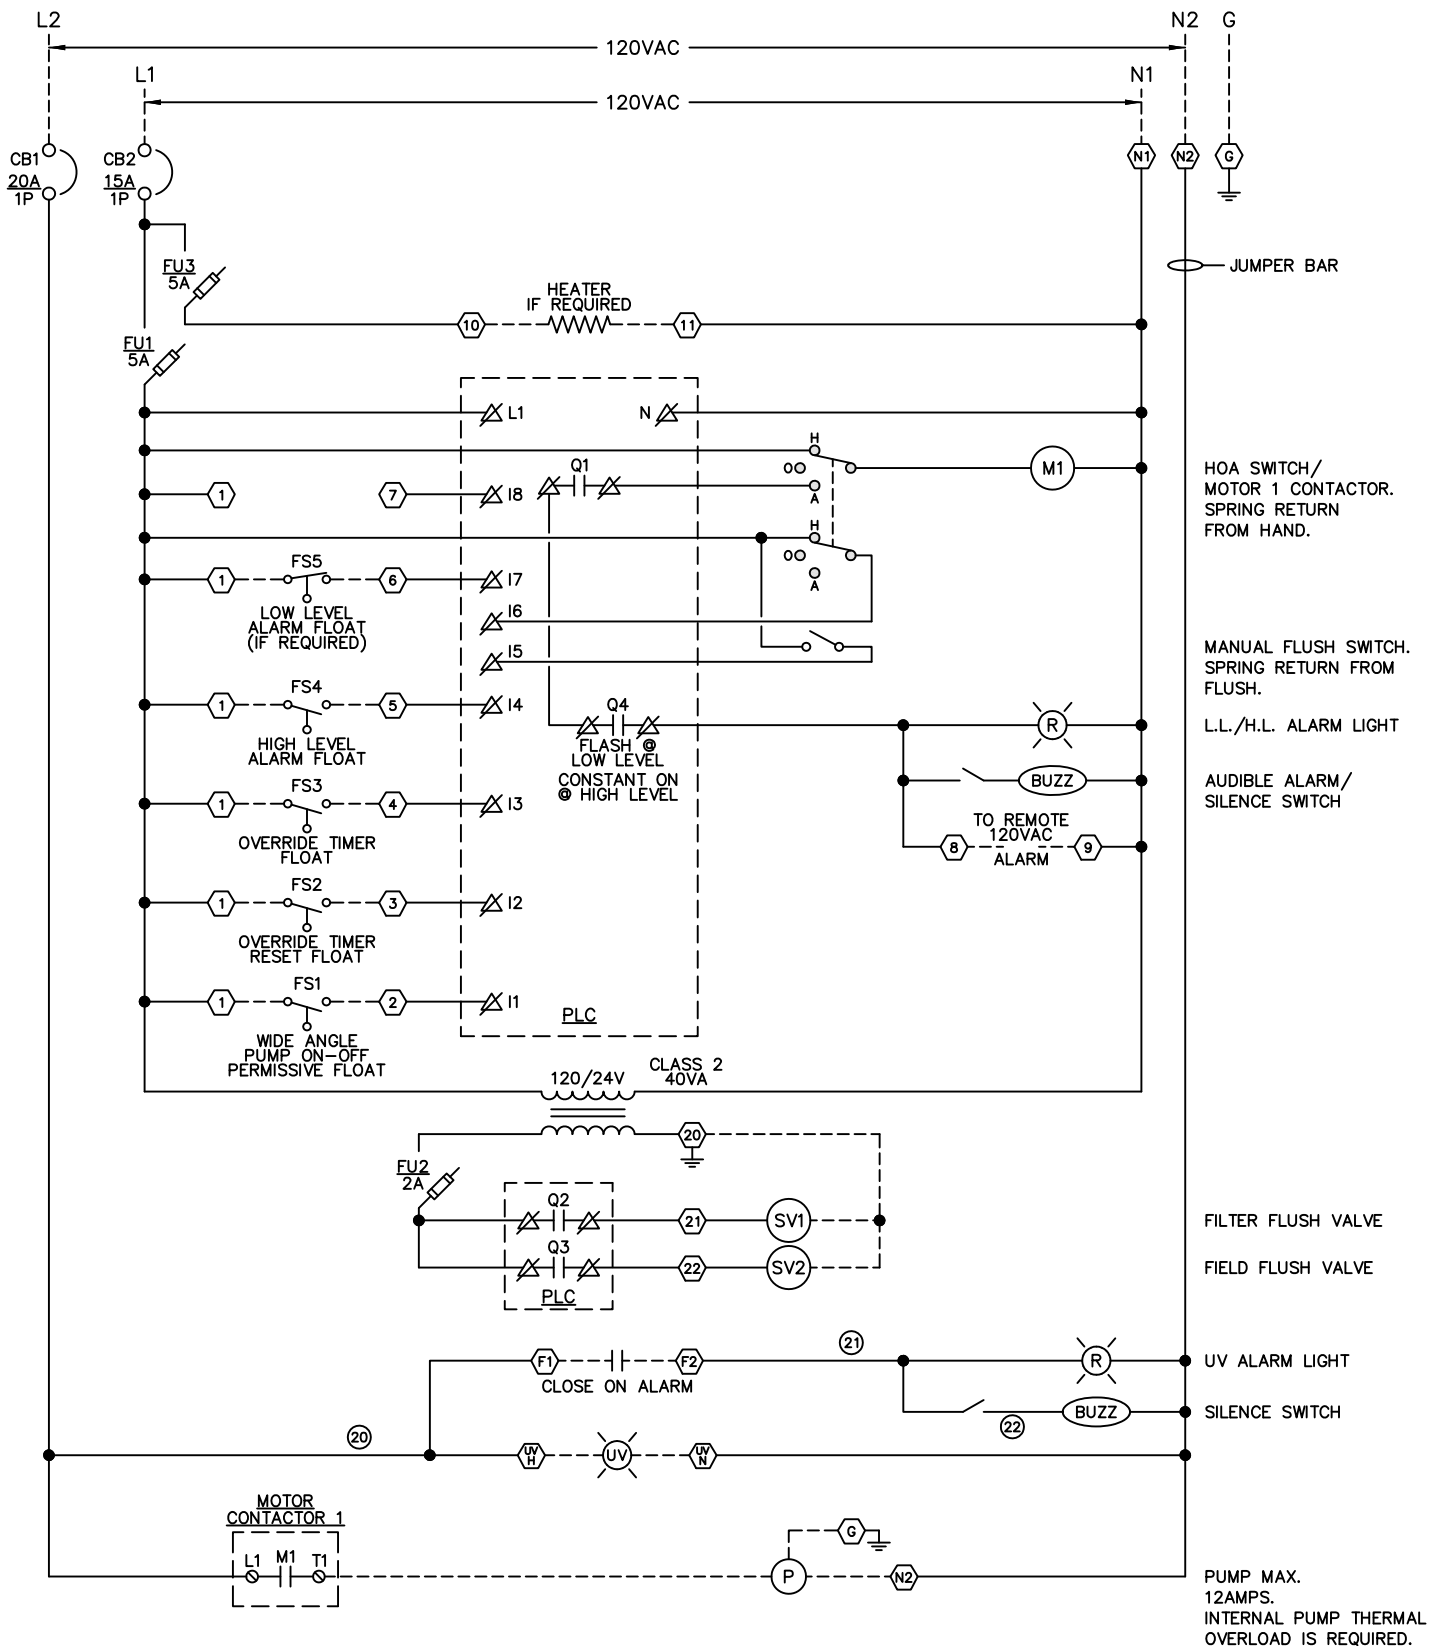 L2
N2 G
120VAC
L1
N1
120VAC
CB1
20A
1P
CB2
15A
1P
N1
N2
G
FU3
5A
JUMPER BAR
HEATER
IF REQUIRED
10
11
FU1
5A
L1
N
H
O
A
M1
HOA SWITCH/
MOTOR 1 CONTACTOR.
SPRING RETURN
FROM HAND.
Q1
1
7
I8
H
O
A
FS5
1
6
I7
LOW LEVEL
ALARM FLOAT
(IF REQUIRED)
I6
I5
MANUAL FLUSH SWITCH.
SPRING RETURN FROM
FLUSH.
FS4
1
5
I4
HIGH LEVEL
ALARM FLOAT
Q4
FLASH @
LOW LEVEL
CONSTANT ON
@ HIGH LEVEL
R
L.L./H.L. ALARM LIGHT
BUZZ
AUDIBLE ALARM/
SILENCE SWITCH
FS3
1
4
I3
OVERRIDE TIMER
FLOAT
TO REMOTE
120VAC
ALARM
8
9
FS2
1
3
I2
OVERRIDE TIMER
RESET FLOAT
FS1
1
2
I1
PLC
WIDE ANGLE
PUMP ON-OFF
PERMISSIVE FLOAT
120/24V
CLASS 2
40VA
20
FU2
2A
Q2
21
SV1
FILTER FLUSH VALVE
Q3
22
SV2
FIELD FLUSH VALVE
PLC
21
F1
F2
CLOSE ON ALARM
R
UV ALARM LIGHT
22
BUZZ
SILENCE SWITCH
20
UV
H
UV
UV
N
MOTOR
CONTACTOR 1
L1
M1
T1
G
P
N2
PUMP MAX.
12AMPS.
INTERNAL PUMP THERMAL
OVERLOAD IS REQUIRED.